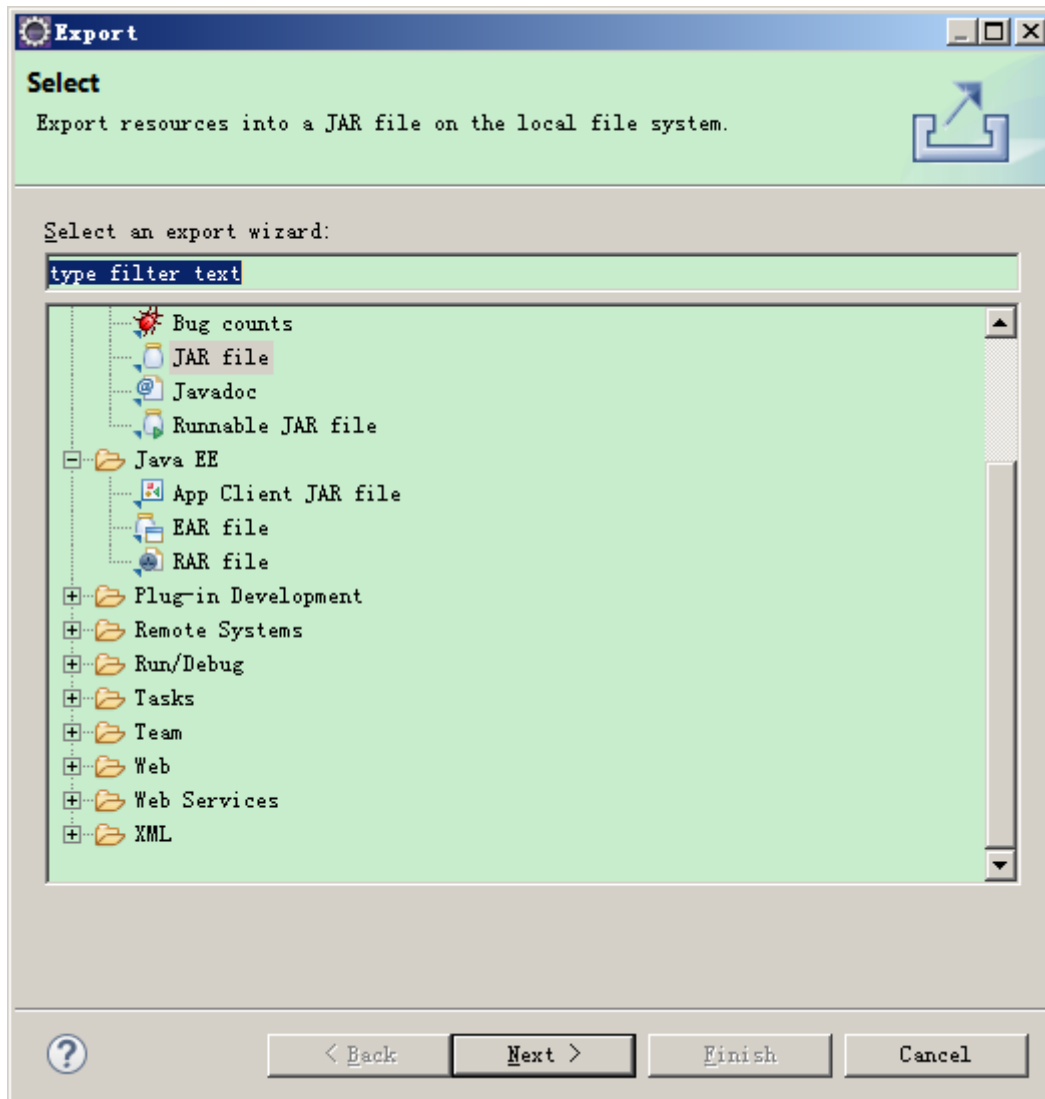 Export
Select
Export resources into a JAR file on the local file system.
Select an export wizard:
type filter text
Bug counts
JAR file
Javadoc
Runnable JAR file
Java EE
App Client JAR file
EAR file
RAR file
Plug-in Development
Remote Systems
Run/Debug
Tasks
Team
Web
Web Services
XML
< Back
Next >
Finish
Cancel